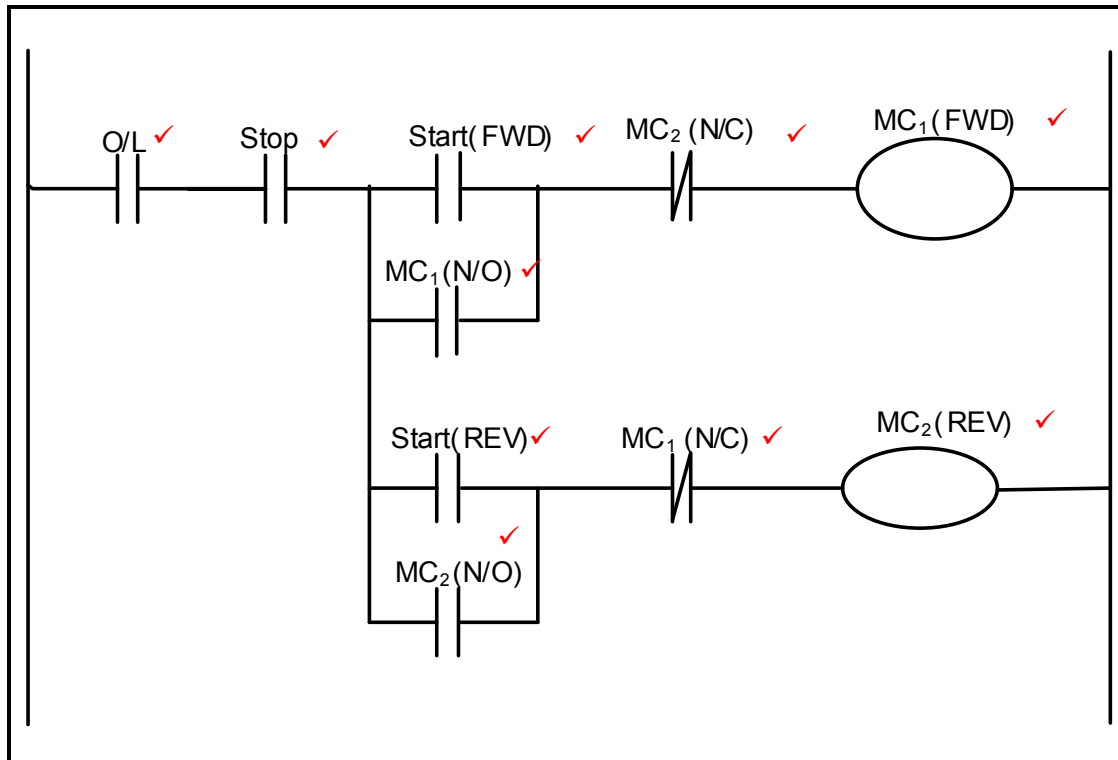 O/L ✓
Stop ✓
Start(FWD) ✓
MC₂(N/C) ✓
MC₁(FWD) ✓
MC₁(N/O) ✓
Start(REV) ✓
MC₁(N/C) ✓
MC₂(REV) ✓
✓
MC₂(N/O)